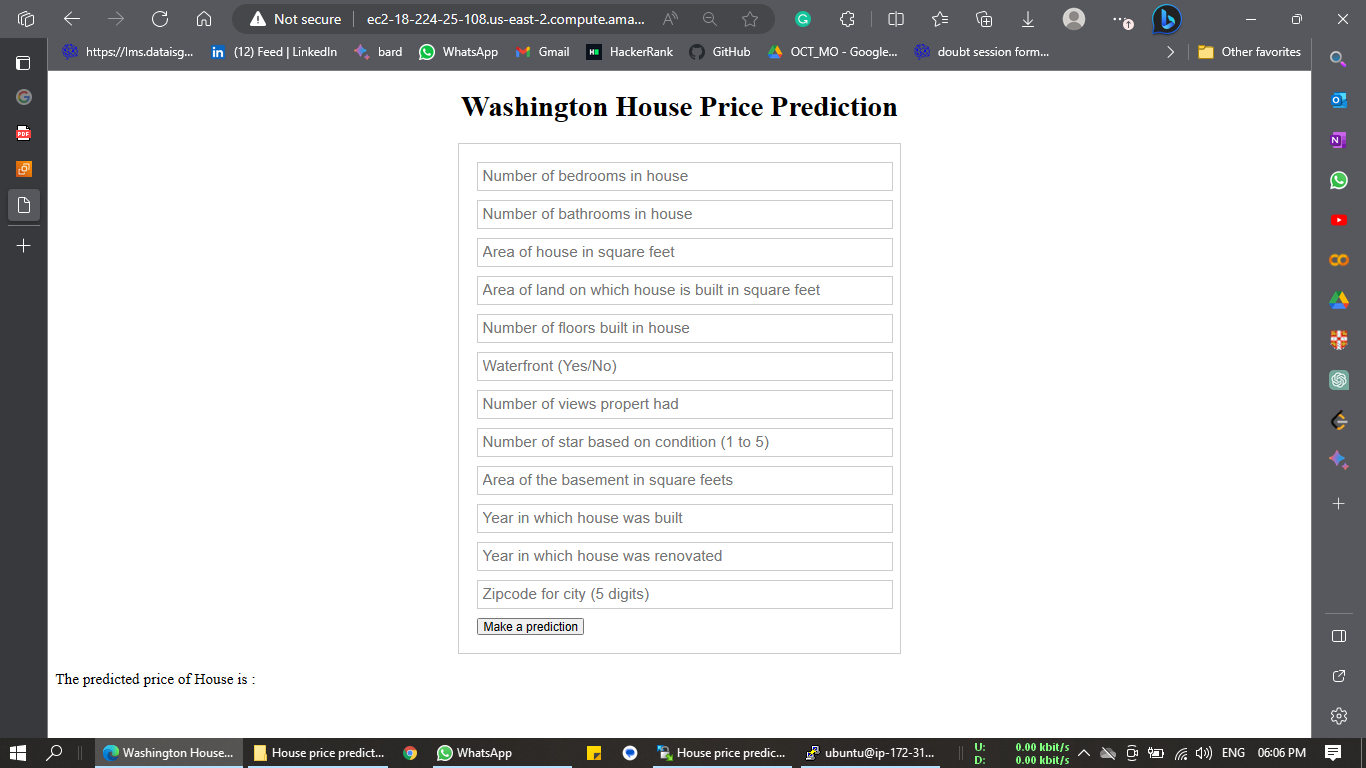 Not secure
ec2-18-224-25-108.us-east-2.compute.ama...
https://lms.dataisg...
(12) Feed | LinkedIn
bard
WhatsApp
Gmail
HackerRank
GitHub
OCT_MO - Google...
doubt session form...
Other favorites
Washington House Price Prediction
Number of bedrooms in house
Number of bathrooms in house
Area of house in square feet
Area of land on which house is built in square feet
Number of floors built in house
Waterfront (Yes/No)
Number of views propert had
Number of star based on condition (1 to 5)
Area of the basement in square feets
Year in which house was built
Year in which house was renovated
Zipcode for city (5 digits)
Make a prediction
The predicted price of House is :
Washington House...
House price predict...
WhatsApp
House price predic...
ubuntu@ip-172-31...
U: 0.00 kbit/s
D: 0.00 kbit/s
ENG
06:06 PM